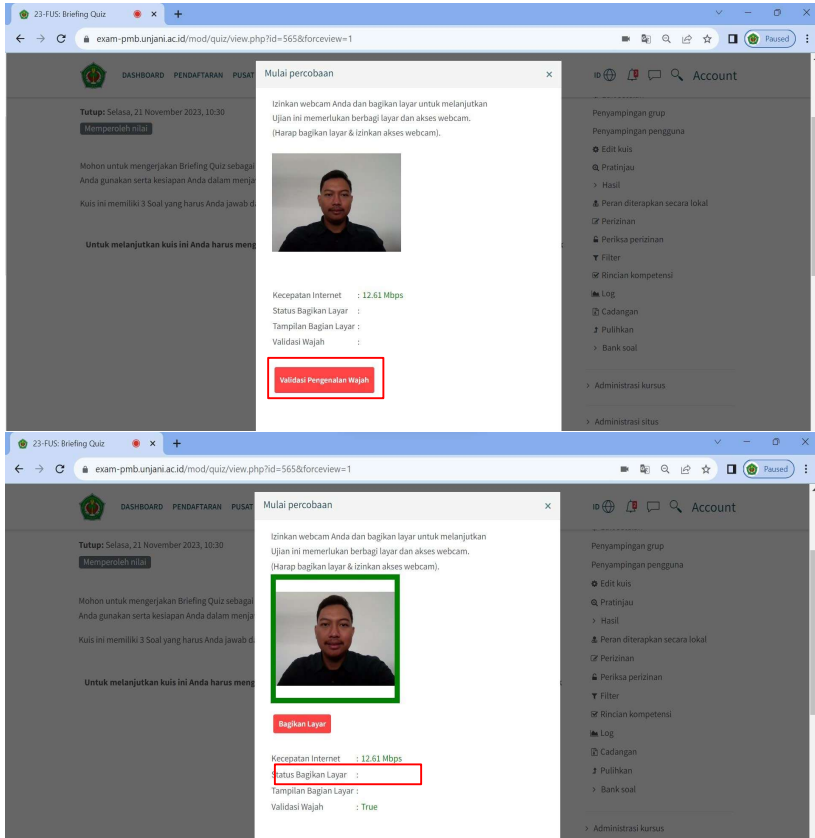 23-FUS: Briefing Quiz
exam-pmb.unjani.ac.id/mod/quiz/view.php?id=565&forceview=1
Paused
DASHBOARD PENDAFTARAN PUSAT
ID
Account
Mulai percobaan
×
Izinkan webcam Anda dan bagikan layar untuk melanjutkan
Ujian ini memerlukan berbagi layar dan akses webcam.
(Harap bagikan layar & izinkan akses webcam).
Kecepatan Internet : 12.61 Mbps
Status Bagikan Layar :
Tampilan Bagian Layar :
Validasi Wajah :
Validasi Pengenalan Wajah
Tutup: Selasa, 21 November 2023, 10:30
Memperoleh nilai
Mohon untuk mengerjakan Briefing Quiz sebagai
Anda gunakan serta kesiapan Anda dalam menja
Kuis ini memiliki 3 Soal yang harus Anda jawab d
Untuk melanjutkan kuis ini Anda harus meng
Penyampingan grup
Penyampingan pengguna
Edit kuis
Pratinjau
Hasil
Peran diterapkan secara lokal
Perizinan
Periksa perizinan
Filter
Rincian kompetensi
Log
Cadangan
Pulihkan
Bank soal
Administrasi kursus
Administrasi situs
23-FUS: Briefing Quiz
exam-pmb.unjani.ac.id/mod/quiz/view.php?id=565&forceview=1
Paused
DASHBOARD PENDAFTARAN PUSAT
ID
Account
Mulai percobaan
×
Izinkan webcam Anda dan bagikan layar untuk melanjutkan
Ujian ini memerlukan berbagi layar dan akses webcam.
(Harap bagikan layar & izinkan akses webcam).
Bagikan Layar
Kecepatan Internet : 12.61 Mbps
Status Bagikan Layar :
Tampilan Bagian Layar :
Validasi Wajah : True
Tutup: Selasa, 21 November 2023, 10:30
Memperoleh nilai
Mohon untuk mengerjakan Briefing Quiz sebagai
Anda gunakan serta kesiapan Anda dalam menja
Kuis ini memiliki 3 Soal yang harus Anda jawab d
Untuk melanjutkan kuis ini Anda harus meng
Penyampingan grup
Penyampingan pengguna
Edit kuis
Pratinjau
Hasil
Peran diterapkan secara lokal
Perizinan
Periksa perizinan
Filter
Rincian kompetensi
Log
Cadangan
Pulihkan
Bank soal
Administrasi kursus